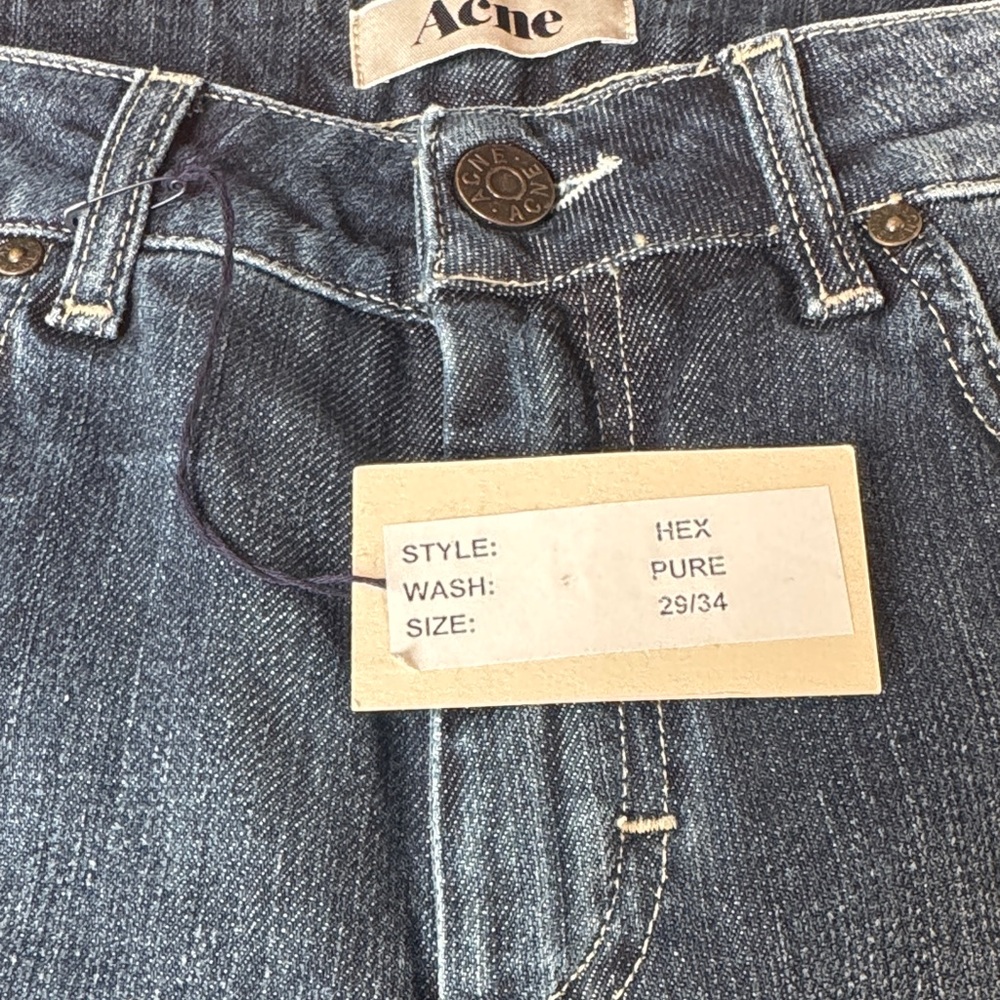 Acne
ACNE · ACNE ·
STYLE: HEX
WASH: PURE
SIZE: 29/34